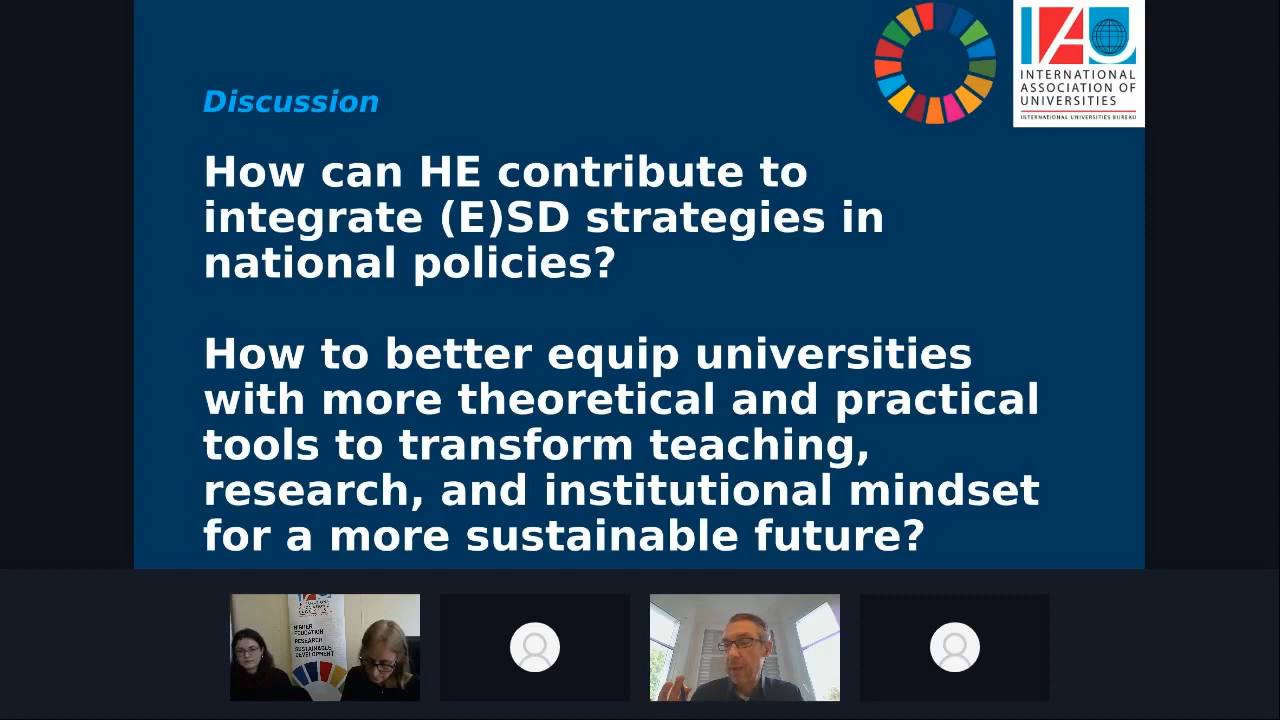 IAU
INTERNATIONAL
ASSOCIATION OF
UNIVERSITIES
INTERNATIONAL UNIVERSITIES BUREAU
Discussion
How can HE contribute to
integrate (E)SD strategies in
national policies?
How to better equip universities
with more theoretical and practical
tools to transform teaching,
research, and institutional mindset
for a more sustainable future?
HIGHER
EDUCATION
RESEARCH
SUSTAINABLE
DEVELOPMENT